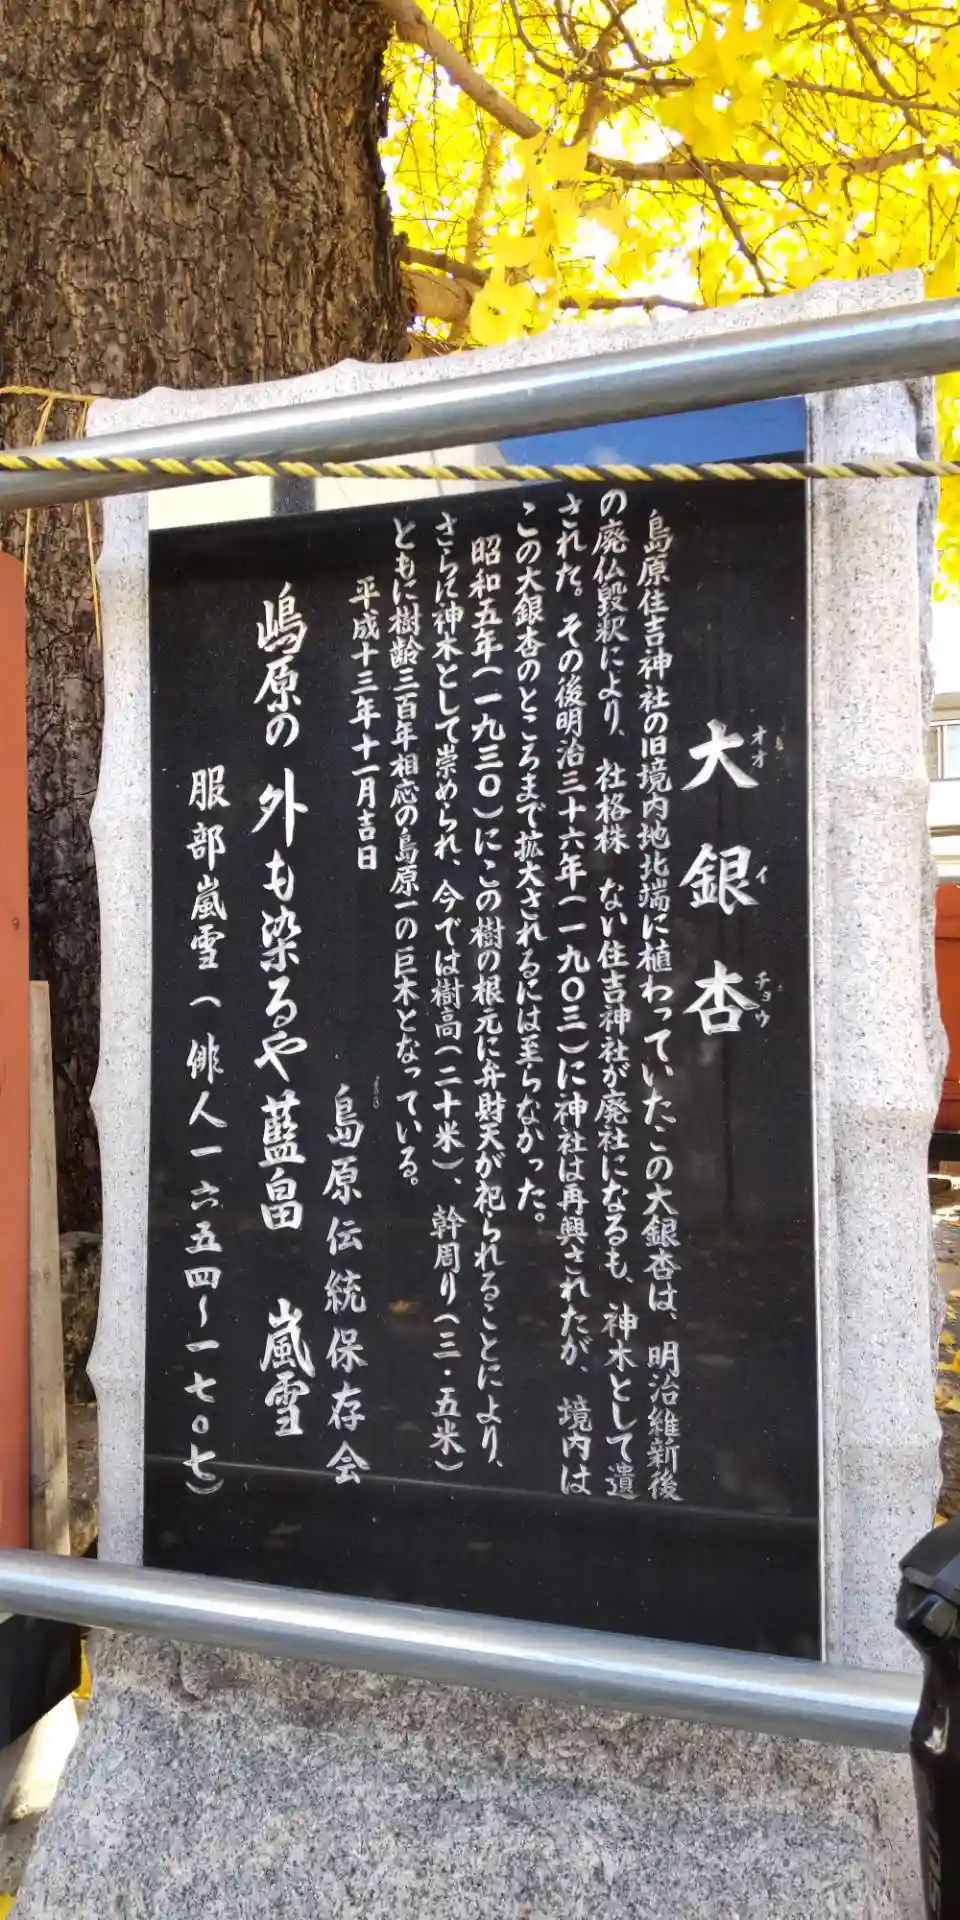 大銀杏
オオイチョウ
島原住吉神社の旧境内地北端に植わっていたこの大銀杏は、明治維新後
の廃仏毀釈により、社格株 ない住吉神社が廃社になるも、神木として遺
された。その後明治三十六年(一九〇三)に神社は再興されたが、境内は
この大銀杏のところまで拡大されるには至らなかった。
昭和五年(一九三〇)にこの樹の根元に弁財天が祀られることにより、
さらに神木として崇められ、今では樹高(二十米)、幹周り(三・五米)
ともに樹齢三百年相応の島原一の巨木となっている。
平成十三年十一月吉日
島原伝統保存会
嶋原の外も染るや藍畠 嵐雪
服部嵐雪(俳人一六五四~一七〇七)